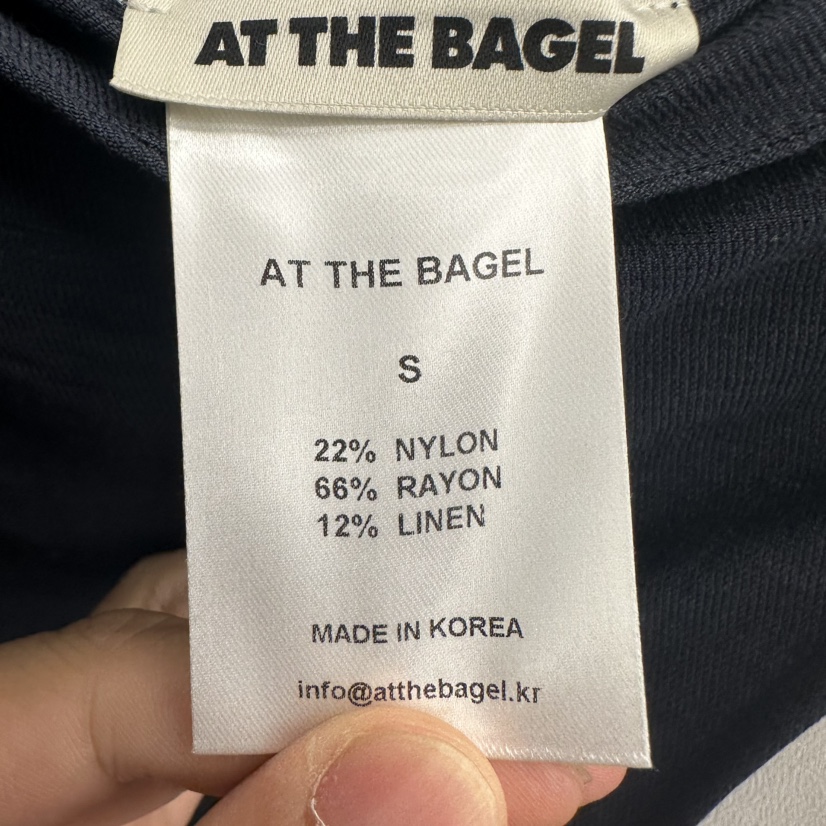 AT THE BAGEL
AT THE BAGEL
S
22% NYLON
66% RAYON
12% LINEN
MADE IN KOREA
info@atthebagel.kr